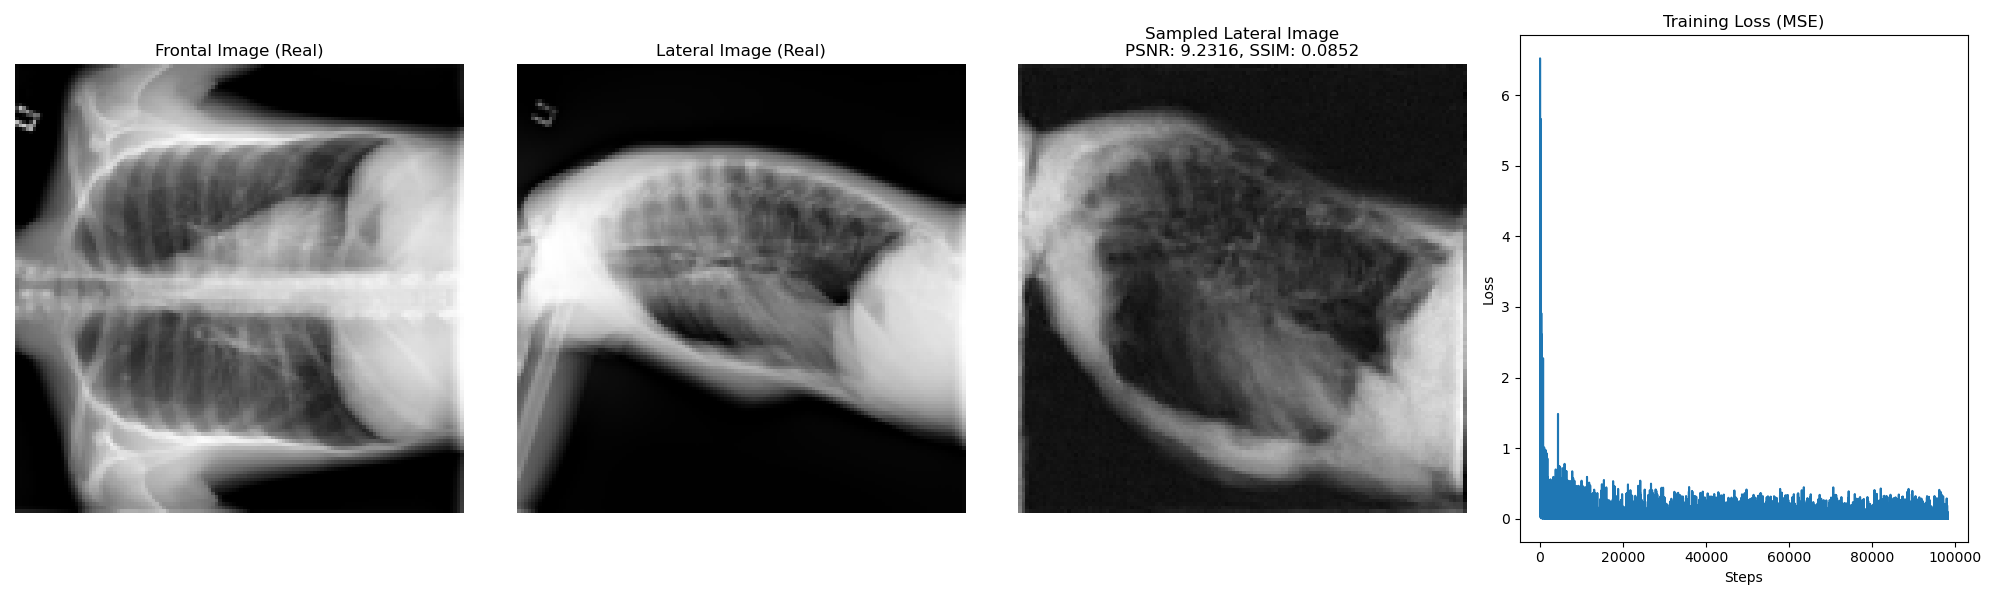 Frontal Image (Real)
Lateral Image (Real)
Sampled Lateral Image
PSNR: 9.2316, SSIM: 0.0852
Training Loss (MSE)
Loss
6
5
4
3
2
1
0
0
20000
40000
60000
80000
100000
Steps